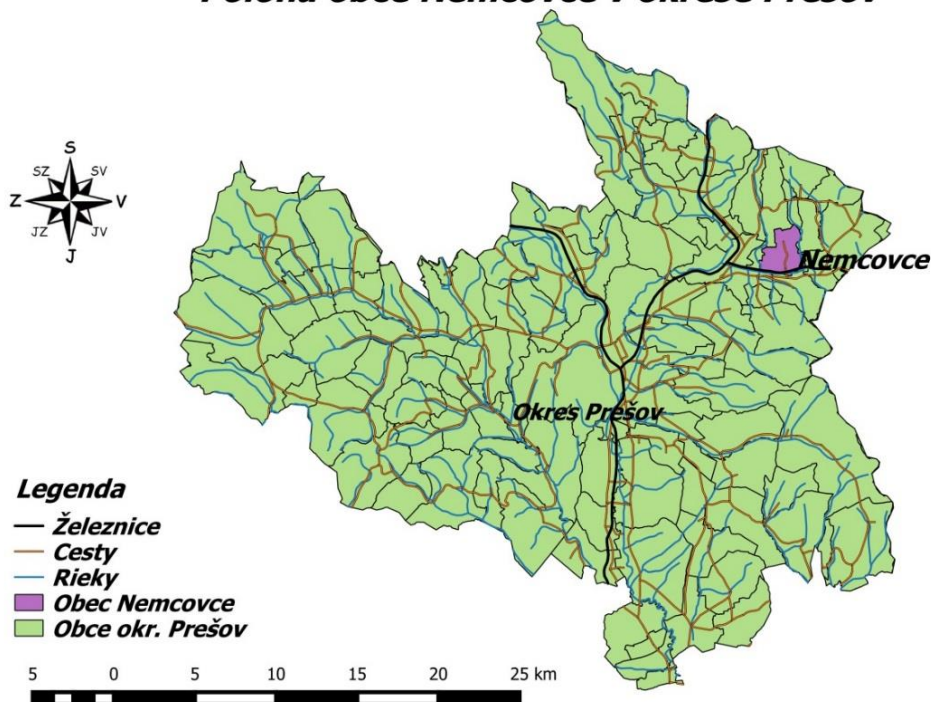 Poloha obce Nemcovce v okrese Prešov
S
SZ SV
Z V
JZ JV
J
Nemcovce
Okres Prešov
Legenda
Železnice
Cesty
Rieky
Obec Nemcovce
Obce okr. Prešov
5 0 5 10 15 20 25 km